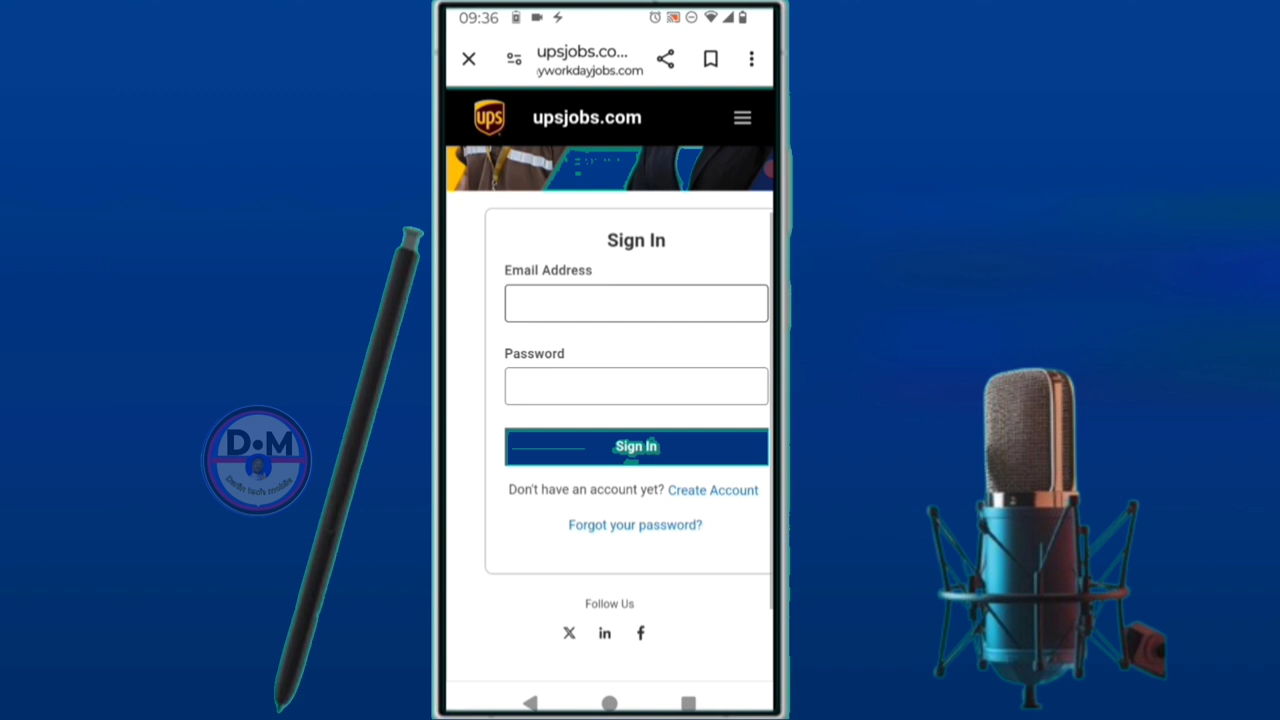 09:36
upsjobs.co...
yworkdayjobs.com
ups
upsjobs.com
Sign In
Email Address
Password
Sign In
Don't have an account yet? Create Account
Forgot your password?
Follow Us
D•M